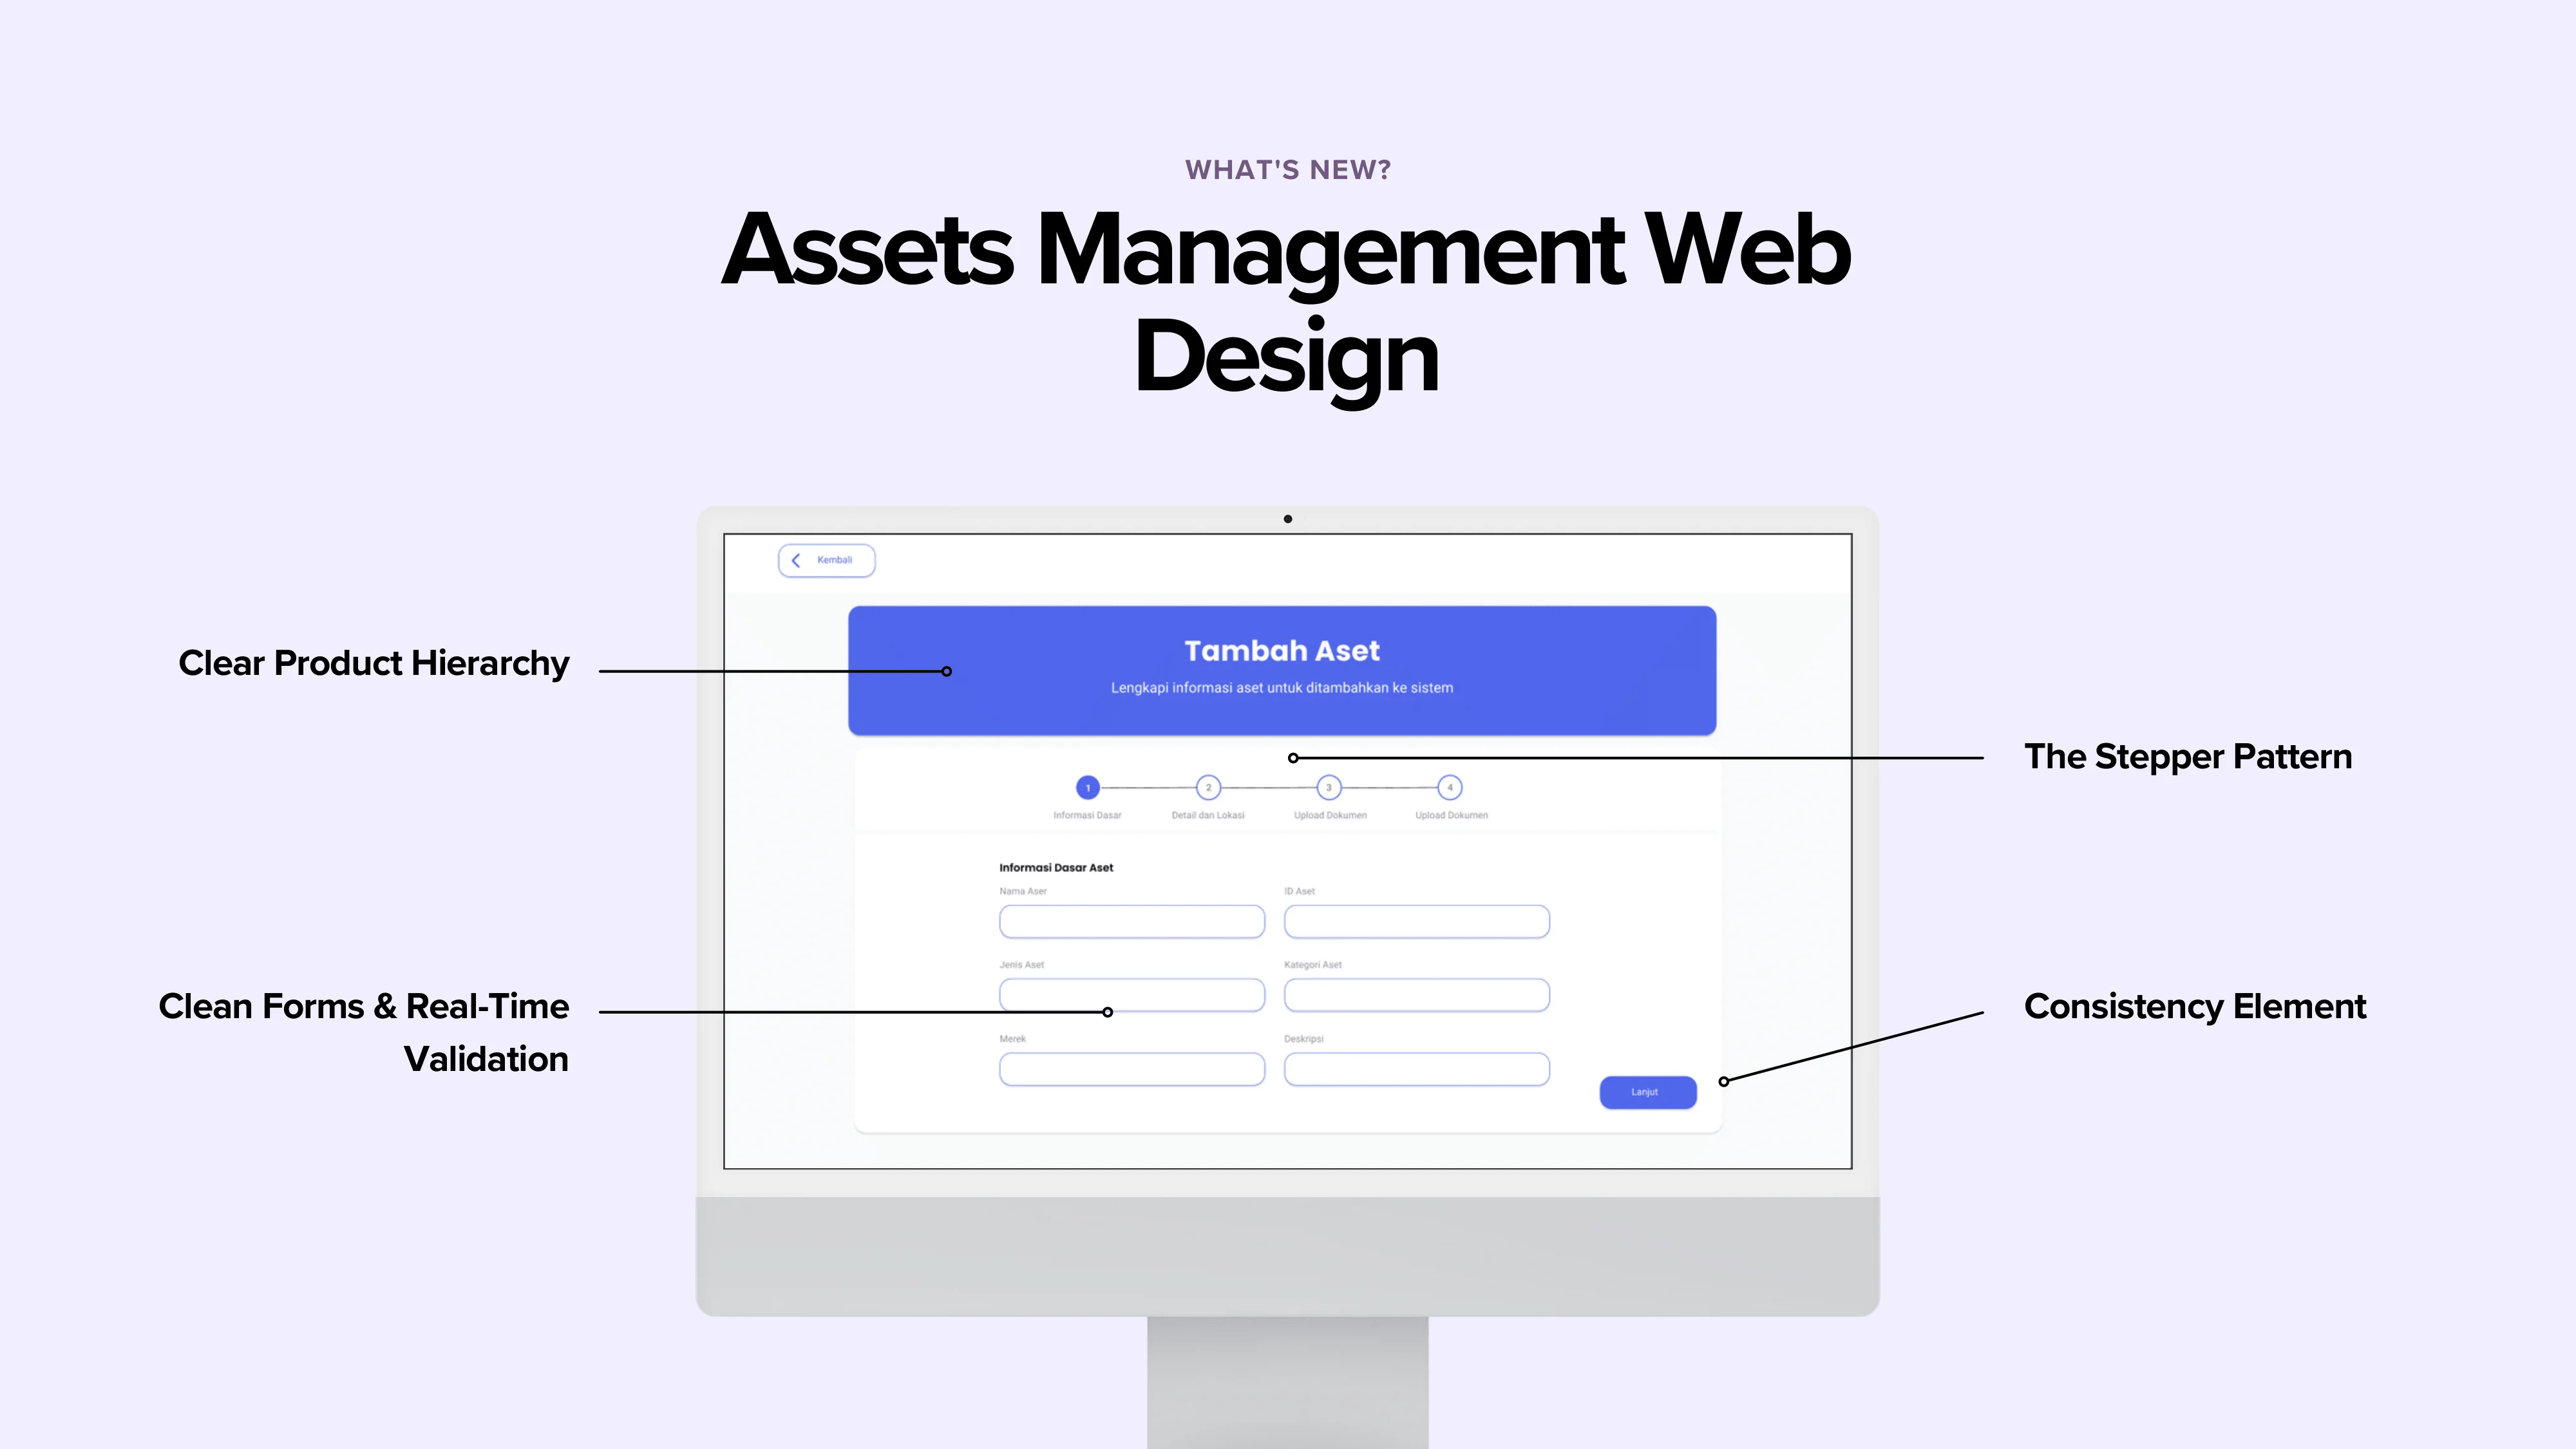 WHAT'S NEW?
Assets Management Web
Design
Kembali
Tambah Aset
Lengkapi informasi aset untuk ditambahkan ke sistem
Clear Product Hierarchy
The Stepper Pattern
1 2 3 4
Informasi Dasar Detail dan Lokasi Upload Dokumen Upload Dokumen
Informasi Dasar Aset
Nama Aser ID Aset
Jenis Aset Kategori Aset
Clean Forms & Real-Time
Validation
Consistency Element
Merek Deskripsi
Lanjut